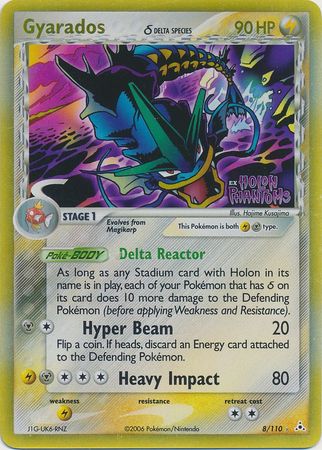 Gyarados δ DELTA SPECIES 90 HP
EX HOLON
PHANTOMS
Illus. Hajime Kusajima
STAGE 1
Evolves from
Magikarp
This Pokémon is both type.
Poké-BODY Delta Reactor
As long as any Stadium card with Holon in its
name is in play, each of your Pokémon that has δ on
its card does 10 more damage to the Defending
Pokémon (before applying Weakness and Resistance).
Hyper Beam 20
Flip a coin. If heads, discard an Energy card attached
to the Defending Pokémon.
Heavy Impact 80
weakness resistance retreat cost
J1G-UK6-RNZ ©2006 Pokémon/Nintendo 8/110